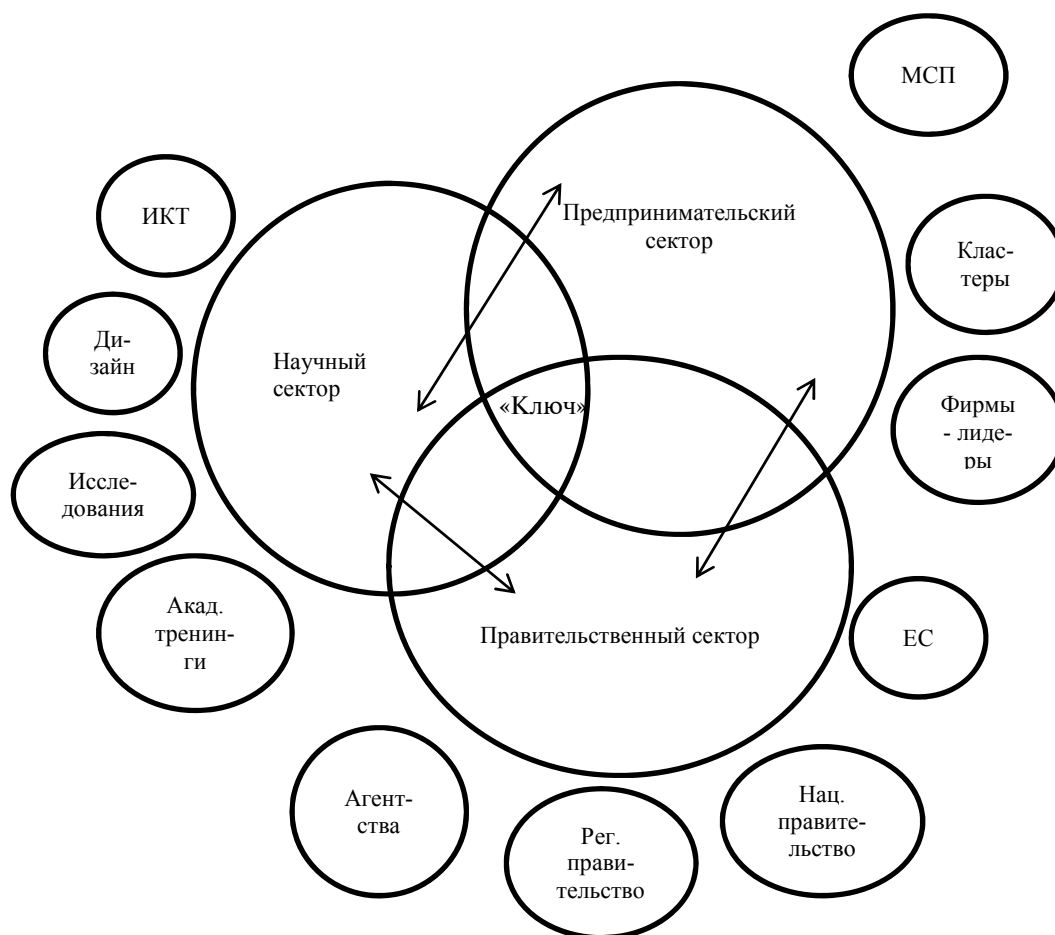 МСП
ИКТ
Предпринимательский
сектор
Клас-
теры
Ди-
зайн
Научный
сектор
«Ключ»
Фирмы
- лиде-
ры
Иссле-
дования
Акад.
тренин-
ги
Правительственный сектор
ЕС
Агент-
ства
Рег.
прави-
тельство
Нац.
правите-
льство